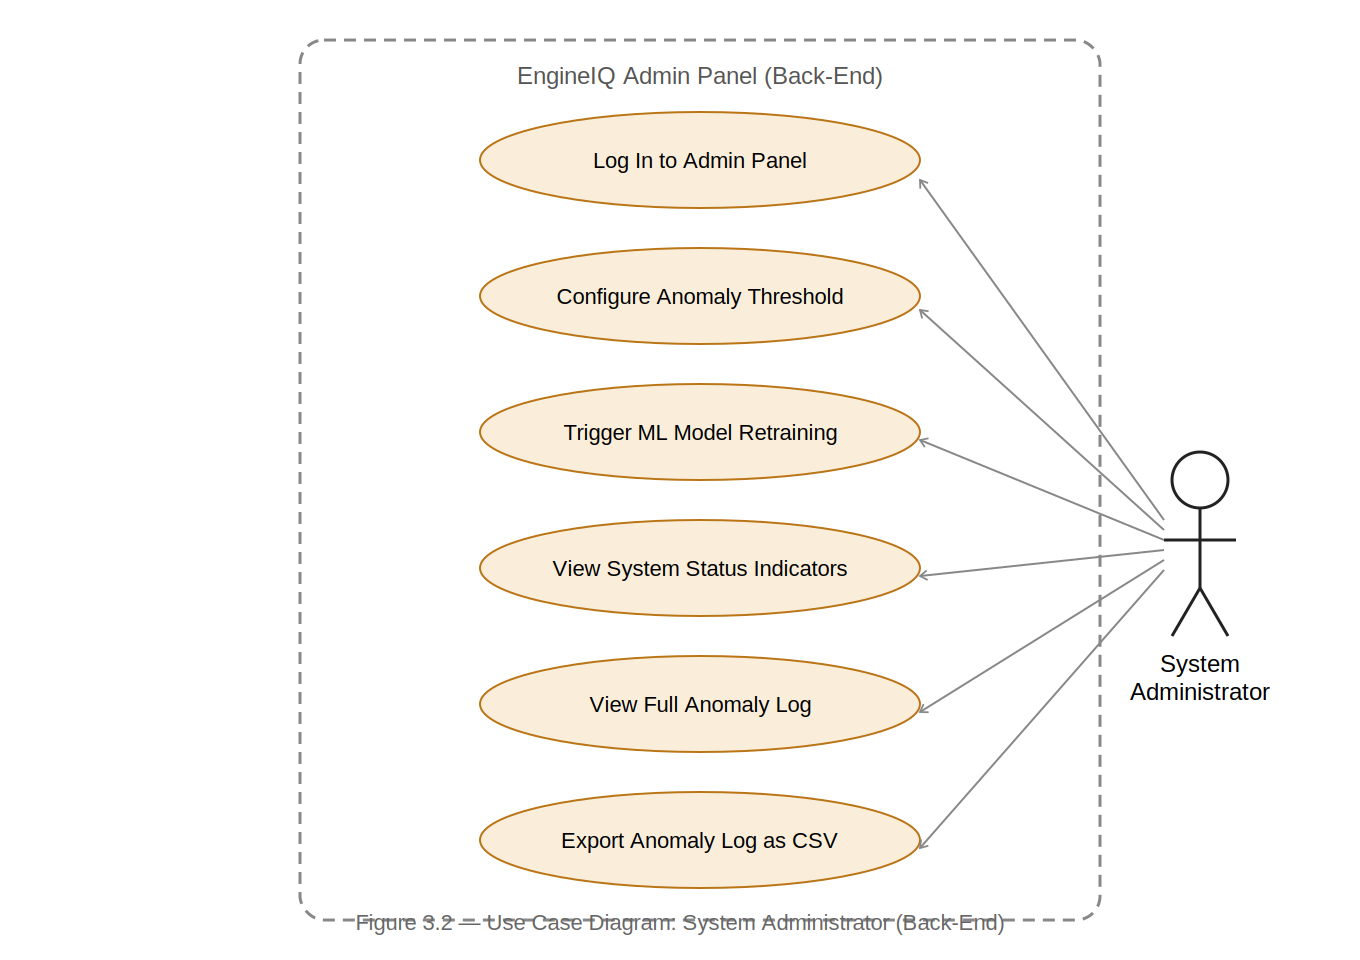 EngineIQ Admin Panel (Back-End)
Log In to Admin Panel
Configure Anomaly Threshold
Trigger ML Model Retraining
View System Status Indicators
View Full Anomaly Log
Export Anomaly Log as CSV
System
Administrator
Figure 3.2 — Use Case Diagram: System Administrator (Back-End)